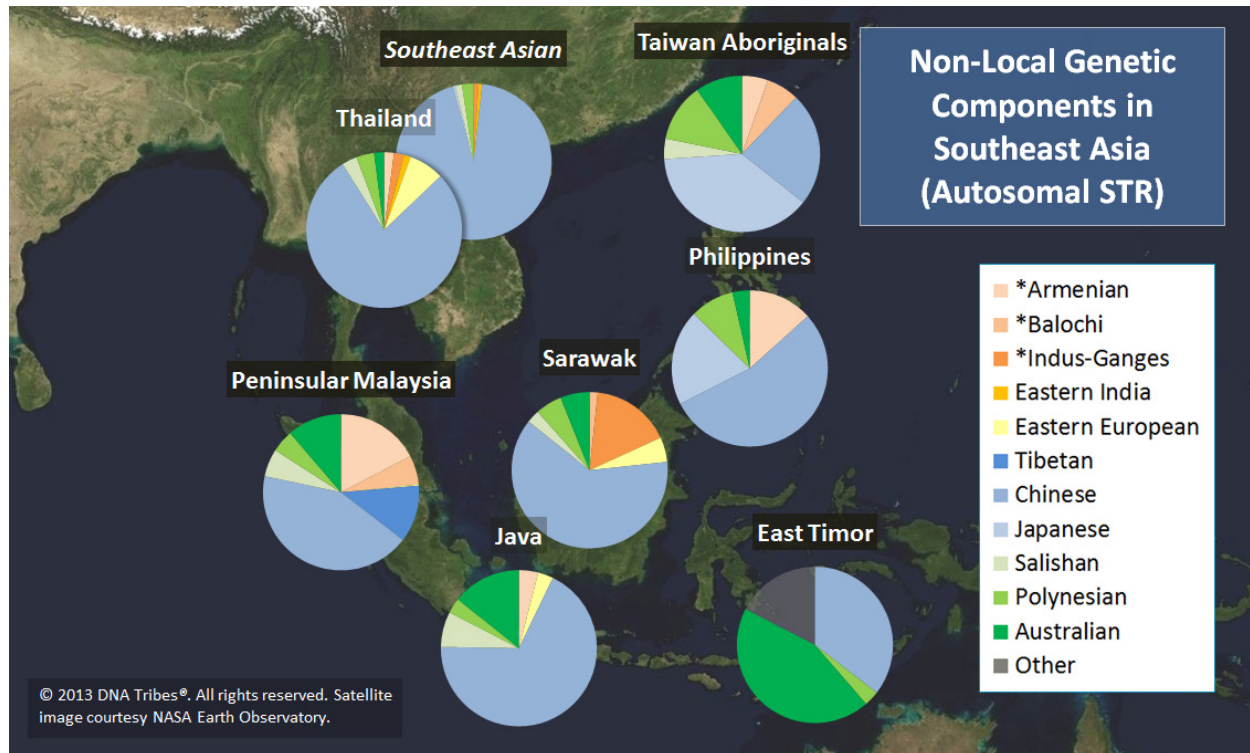 Non-Local Genetic
Components in
Southeast Asia
(Autosomal STR)
Southeast Asian
Taiwan Aboriginals
Thailand
Philippines
Sarawak
Peninsular Malaysia
Java
East Timor
*Armenian
*Balochi
*Indus-Ganges
Eastern India
Eastern European
Tibetan
Chinese
Japanese
Salishan
Polynesian
Australian
Other
© 2013 DNA Tribes®. All rights reserved. Satellite
image courtesy NASA Earth Observatory.